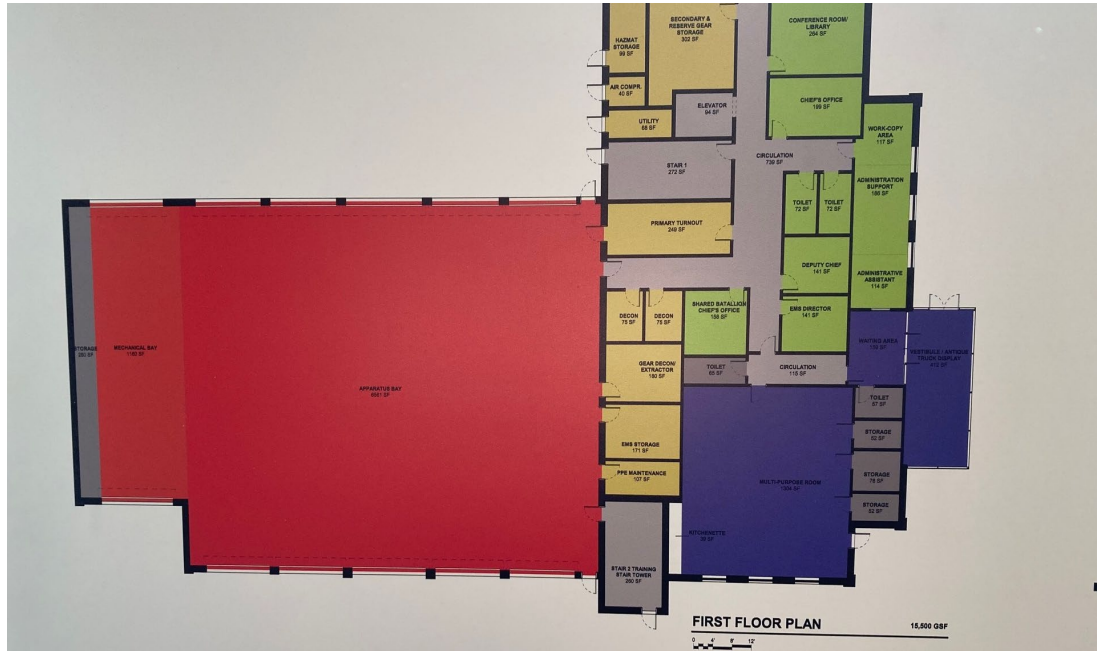 SECONDARY &
RESERVE GEAR
STORAGE
302 SF
CONFERENCE ROOM/
LIBRARY
264 SF
HAZMAT
STORAGE
99 SF
AIR COMPR.
40 SF
ELEVATOR
94 SF
CHIEF'S OFFICE
UTILITY
WORK-COPY
AREA
117 SF
STAIR 1
272 SF
CIRCULATION
739 SF
ADMINISTRATION
SUPPORT
TOILET
72 SF
TOILET
72 SF
PRIMARY TURNOUT
249 SF
DEPUTY CHIEF
141 SF
ADMINISTRATIVE
ASSISTANT
114 SF
SHARED BATALLION
CHIEF'S OFFICE
EMS DIRECTOR
141 SF
DECON
75 SF
DECON
75 SF
STORAGE
MECHANICAL BAY
WAITING AREA
VESTIBULE / ANTIQUE
TRUCK DISPLAY
GEAR DECON/
EXTRACTOR
180 SF
TOILET
CIRCULATION
115 SF
APPARATUS BAY
TOILET
STORAGE
EMS STORAGE
171 SF
PPE MAINTENANCE
107 SF
STORAGE
MULTI-PURPOSE ROOM
STORAGE
KITCHENETTE
STAIR 2 TRAINING
STAIR TOWER
260 SF
FIRST FLOOR PLAN
15,500 GSF
0 4' 8' 12'